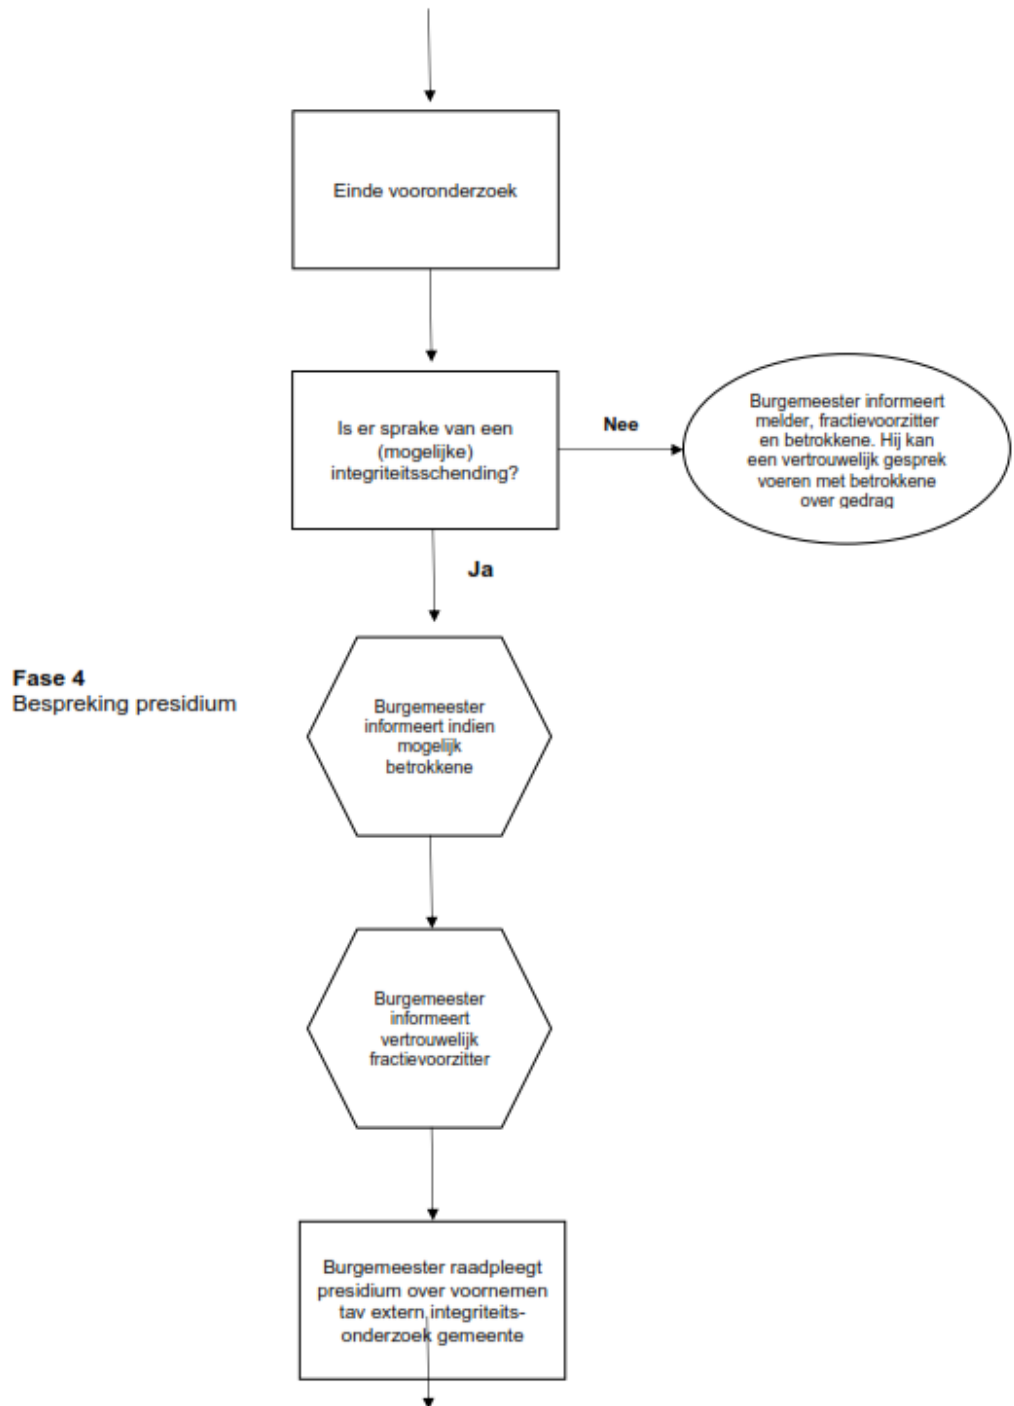 Einde vooronderzoek
Is er sprake van een
(mogelijke)
integriteitsschending?
Nee
Burgemeester informeert
melder, fractievoorzitter
en betrokkene. Hij kan
een vertrouwelijk gesprek
voeren met betrokkene
over gedrag
Ja
Fase 4
Bespreking presidium
Burgemeester
informeert indien
mogelijk
betrokkene
Burgemeester
informeert
vertrouwelijk
fractievoorzitter
Burgemeester raadpleegt
presidium over voornemen
tav extern integriteits-
onderzoek gemeente